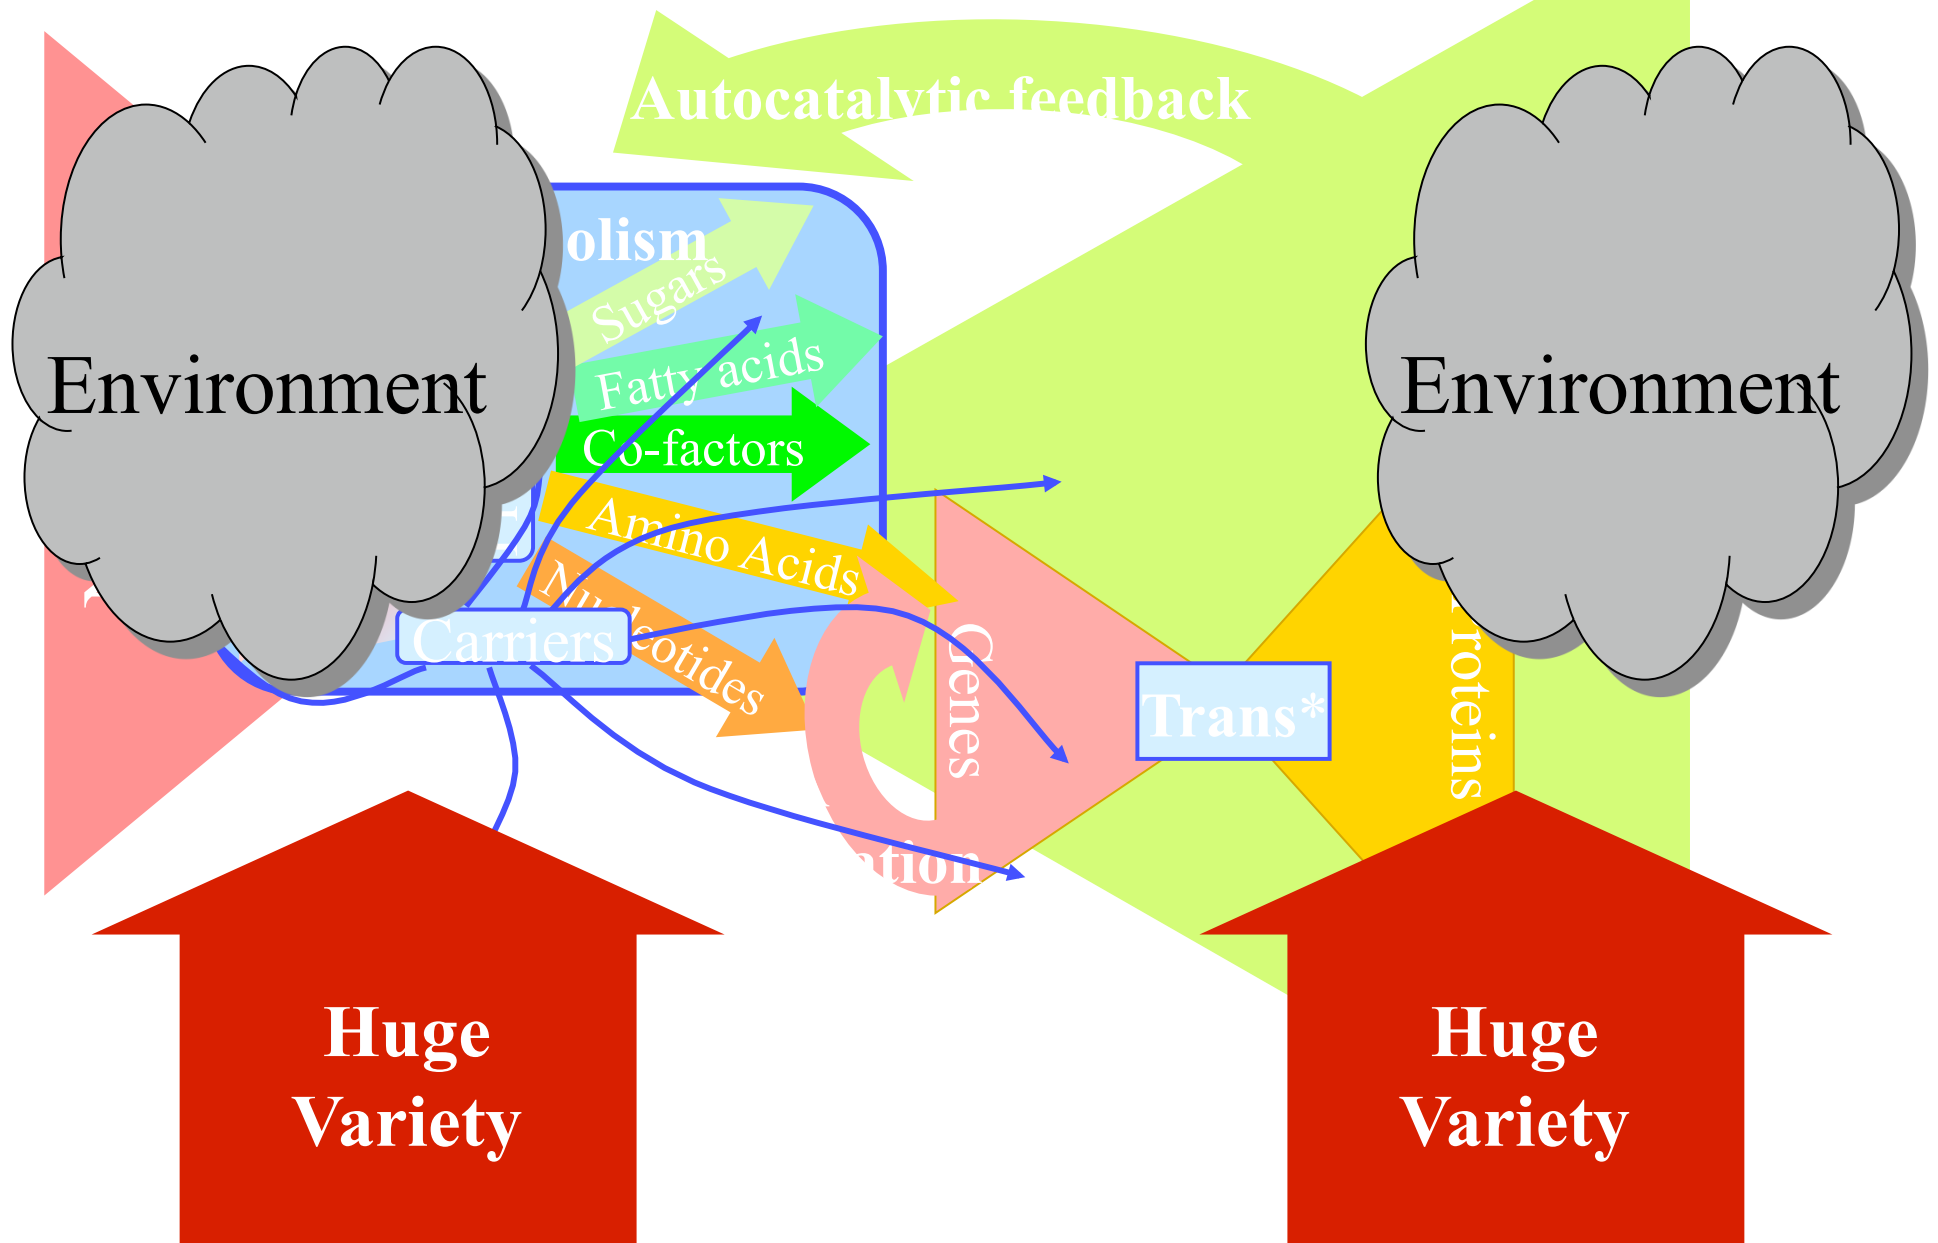 Autocatalytic feedback
olism
Sugars
Environment
Environment
Fatty acids
Co-factors
Amino Acids
Nucleotides
Carriers
Genes
Trans*
roteins
ation
Huge
Variety
Huge
Variety